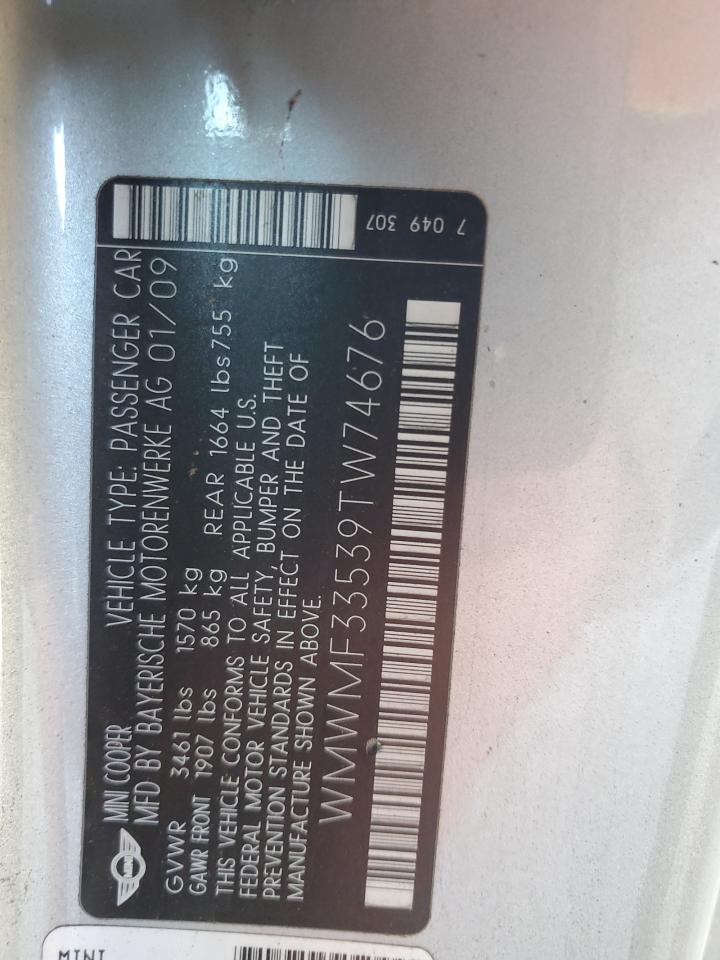 MINI COOPER VEHICLE TYPE: PASSENGER CAR
MFD BY BAYERISCHE MOTORENWERKE AG 01/09
GVWR 3461 lbs 1570 kg
GAWR FRONT 1907 lbs 865 kg REAR 1664 lbs 755 kg
THIS VEHICLE CONFORMS TO ALL APPLICABLE U.S.
FEDERAL MOTOR VEHICLE SAFETY, BUMPER AND THEFT
PREVENTION STANDARDS IN EFFECT ON THE DATE OF
MANUFACTURE SHOWN ABOVE.
WMWMF33539TW74676
7 049 307
MINI
MINI